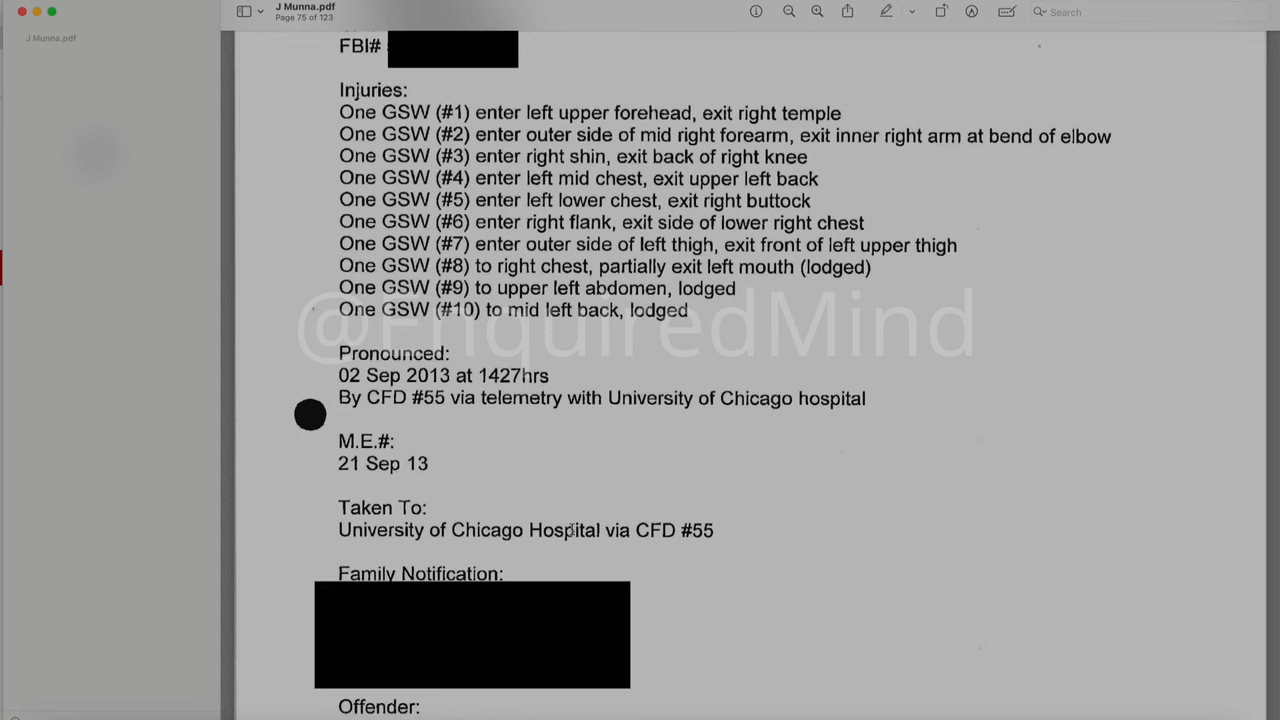 J Munna.pdf
Page 75 of 123
Search
J Munna.pdf
FBI#
Injuries:
One GSW (#1) enter left upper forehead, exit right temple
One GSW (#2) enter outer side of mid right forearm, exit inner right arm at bend of elbow
One GSW (#3) enter right shin, exit back of right knee
One GSW (#4) enter left mid chest, exit upper left back
One GSW (#5) enter left lower chest, exit right buttock
One GSW (#6) enter right flank, exit side of lower right chest
One GSW (#7) enter outer side of left thigh, exit front of left upper thigh
One GSW (#8) to right chest, partially exit left mouth (lodged)
One GSW (#9) to upper left abdomen, lodged
One GSW (#10) to mid left back, lodged
@EnquiredMind
Pronounced:
02 Sep 2013 at 1427hrs
By CFD #55 via telemetry with University of Chicago hospital
M.E.#:
21 Sep 13
Taken To:
University of Chicago Hospital via CFD #55
Family Notification:
Offender: